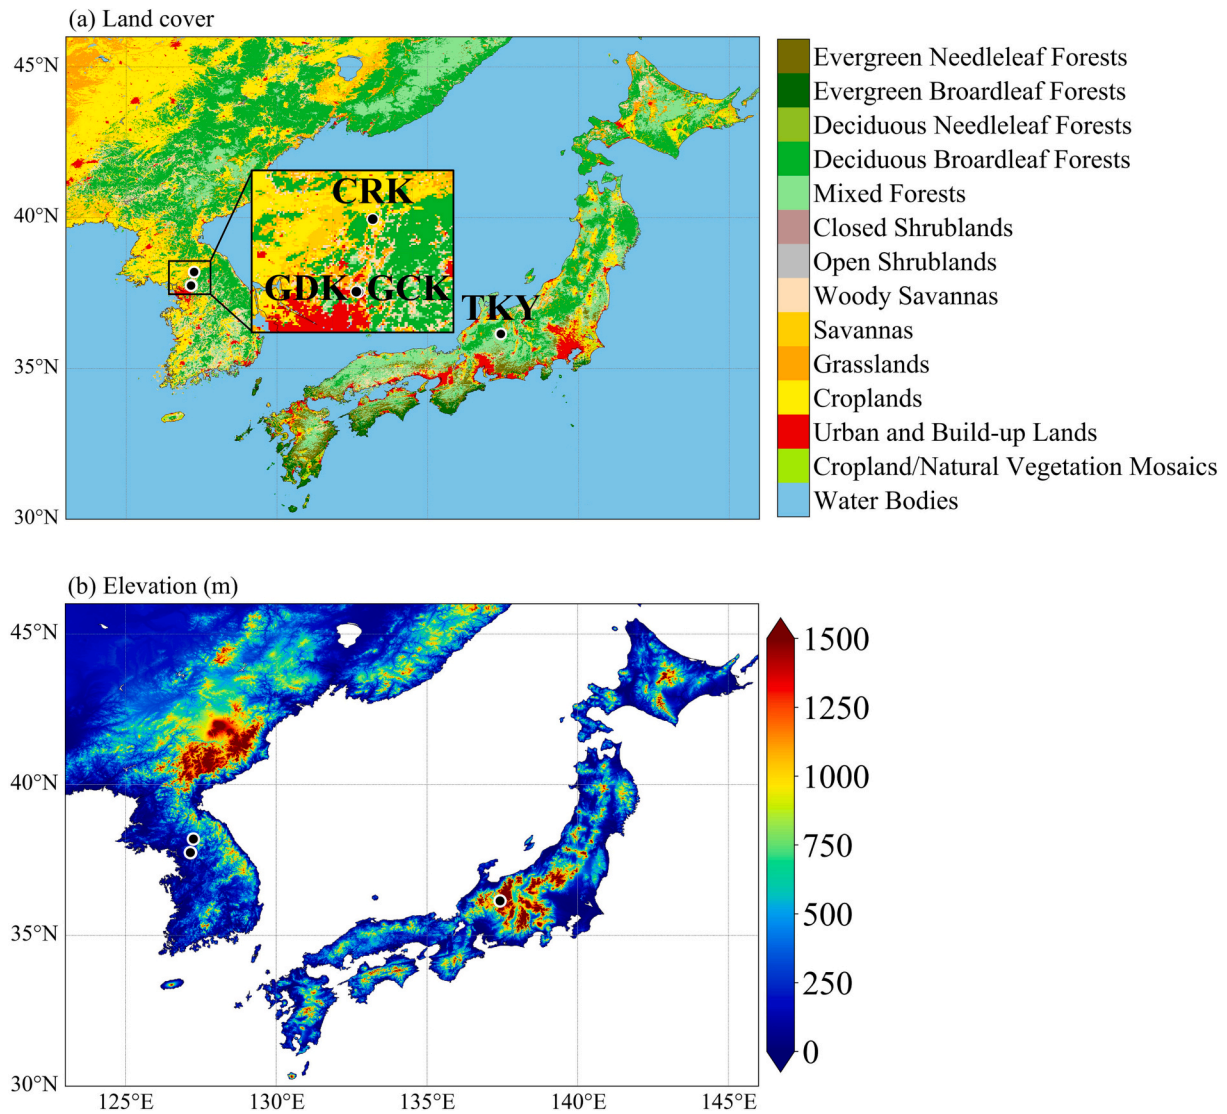 (a) Land cover
45°N
40°N
35°N
30°N
CRK
GDK GCK
TKY
Evergreen Needleleaf Forests
Evergreen Broardleaf Forests
Deciduous Needleleaf Forests
Deciduous Broardleaf Forests
Mixed Forests
Closed Shrublands
Open Shrublands
Woody Savannas
Savannas
Grasslands
Croplands
Urban and Build-up Lands
Cropland/Natural Vegetation Mosaics
Water Bodies
(b) Elevation (m)
45°N
40°N
35°N
30°N
125°E 130°E 135°E 140°E 145°E
1500
1250
1000
750
500
250
0